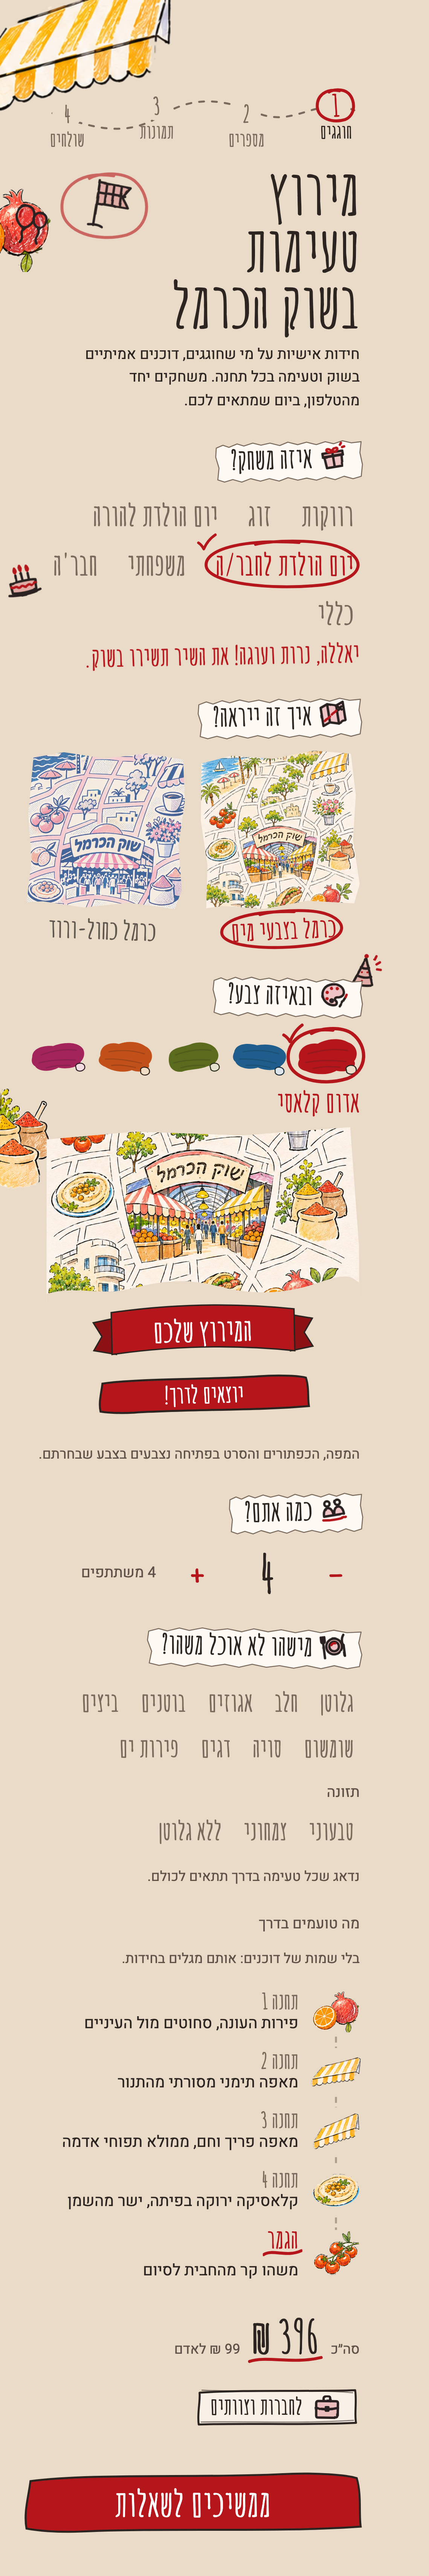 1
חוגגים
2
מספרים
3
תמונות
4
שולחים
מירוץ
טעימות
בשוק הכרמל
חידות אישיות על מי שחוגגים, דוכנים אמיתיים
בשוק וטעימה בכל תחנה. משחקים יחד
מהטלפון, ביום שמתאים לכם.
איזה משחק?
רווקות זוג יום הולדת להורה
יום הולדת לחבר/ה משפחתי חבר'ה
כללי
יאללה, נרות ועוגה! את השיר תשירו בשוק.
איך זה ייראה?
שוק הכרמל
שוק הכרמל
כרמל בצבעי מים
כרמל כחול-ורוד
ובאיזה צבע?
אדום קלאסי
שוק הכרמל
המירוץ שלכם
יוצאים לדרך!
המפה, הכפתורים והסרט בפתיחה נצבעים בצבע שבחרתם.
כמה אתם?
− 4 + 4 משתתפים
מישהו לא אוכל משהו?
גלוטן חלב אגוזים בוטנים ביצים
שומשום סויה דגים פירות ים
תזונה
טבעוני צמחוני ללא גלוטן
נדאג שכל טעימה בדרך תתאים לכולם.
מה טועמים בדרך
בלי שמות של דוכנים: אותם מגלים בחידות.
תחנה 1
פירות העונה, סחוטים מול העיניים
תחנה 2
מאפה תימני מסורתי מהתנור
תחנה 3
מאפה פריך וחם, ממולא תפוחי אדמה
תחנה 4
קלאסיקה ירוקה בפיתה, ישר מהשמן
הגמר
משהו קר מהחבית לסיום
סה״כ 396 ₪ 99 ₪ לאדם
לחברות וצוותים
ממשיכים לשאלות